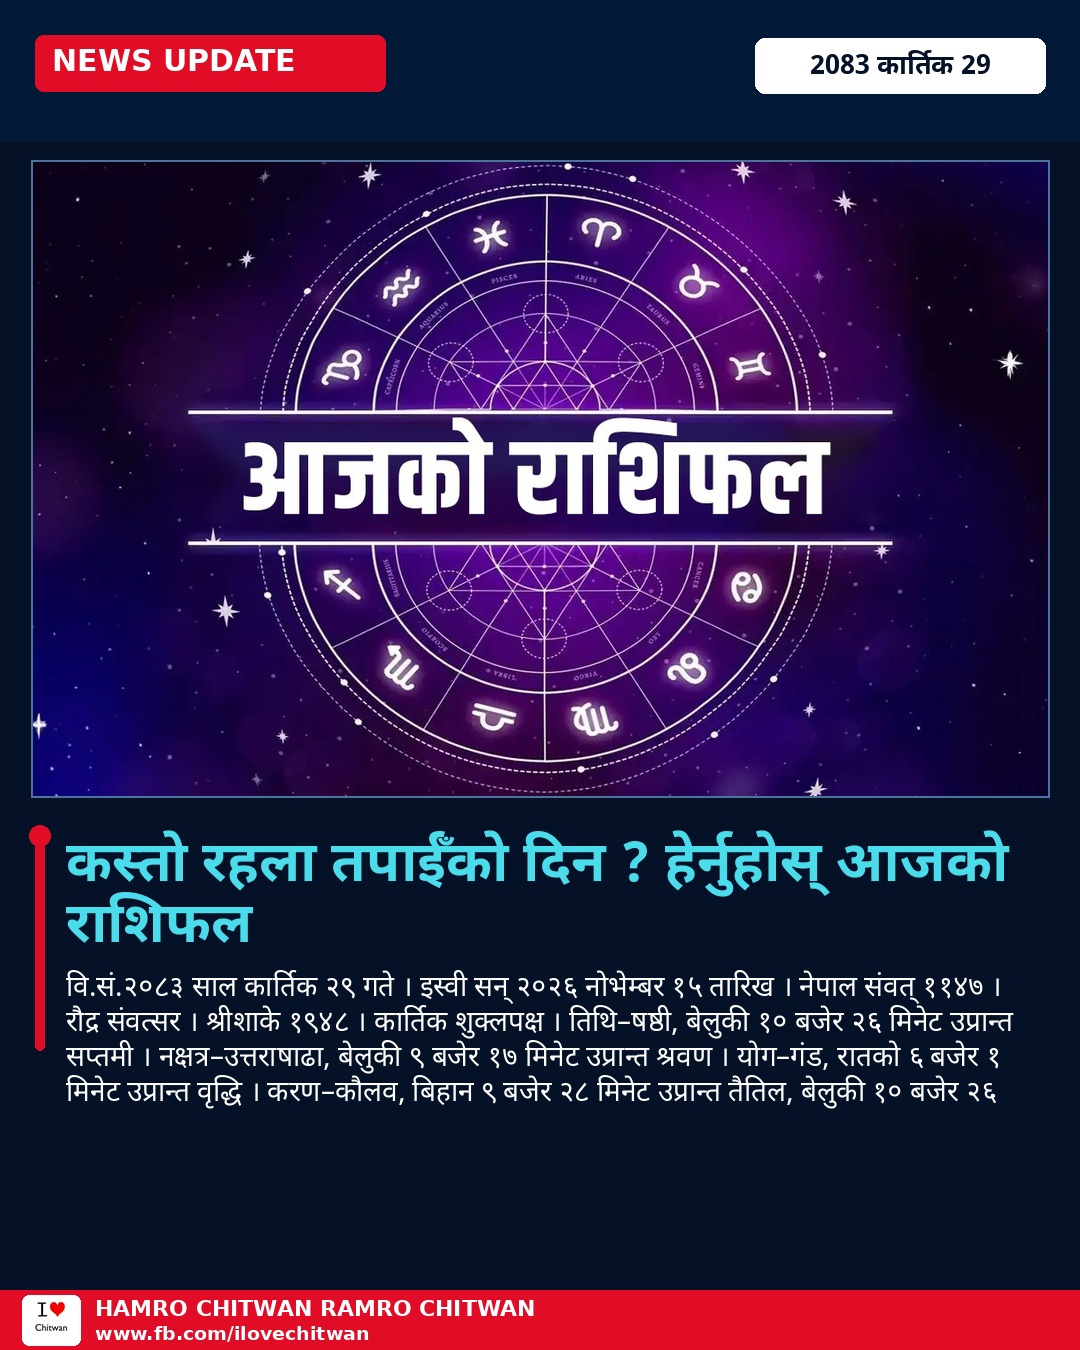 NEWS UPDATE
2083 कार्तिक 29
PISCES
ARIES
AQUARIUS
TAURUS
CAPRICORN
GEMINI
आजको राशिफल
SAGITTARIUS
CANCER
SCORPIO
LEO
LIBRA
VIRGO
कस्तो रहला तपाईँको दिन ? हेर्नुहोस् आजको
राशिफल
वि.सं.२०८३ साल कार्तिक २९ गते । इस्वी सन् २०२६ नोभेम्बर १५ तारिख । नेपाल संवत् ११४७ ।
रौद्र संवत्सर । श्रीशाके १९४८ । कार्तिक शुक्लपक्ष । तिथि–षष्ठी, बेलुकी १० बजेर २६ मिनेट उप्रान्त
सप्तमी । नक्षत्र–उत्तराषाढा, बेलुकी ९ बजेर १७ मिनेट उप्रान्त श्रवण । योग–गंड, रातको ६ बजेर १
मिनेट उप्रान्त वृद्धि । करण–कौलव, बिहान ९ बजेर २८ मिनेट उप्रान्त तैतिल, बेलुकी १० बजेर २६
I
Chitwan
HAMRO CHITWAN RAMRO CHITWAN
www.fb.com/ilovechitwan